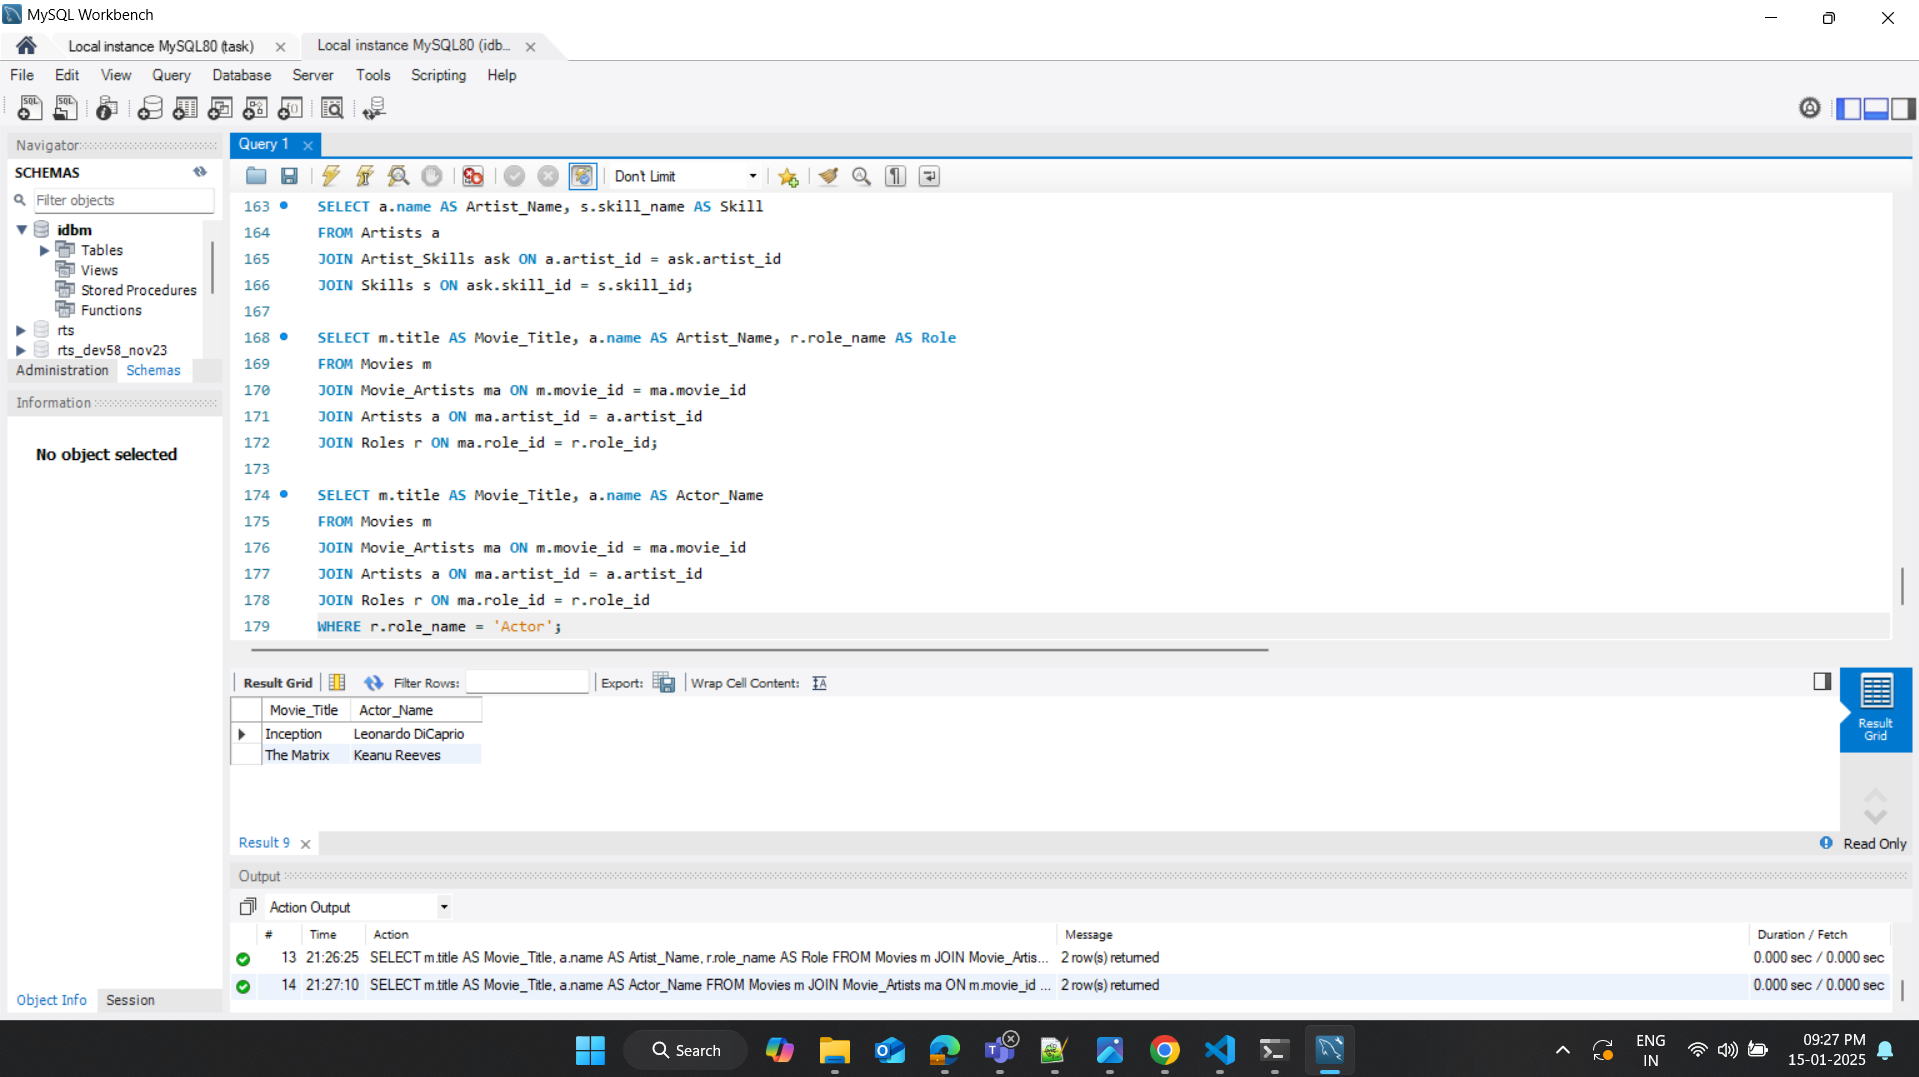 MySQL Workbench
Local instance MySQL80 (task)
Local instance MySQL80 (idb...
File Edit View Query Database Server Tools Scripting Help
Navigator
SCHEMAS
Filter objects
idbm
Tables
Views
Stored Procedures
Functions
rts
rts_dev58_nov23
Administration Schemas
Information
No object selected
Object Info Session
Query 1
Don't Limit
163 SELECT a.name AS Artist_Name, s.skill_name AS Skill
164 FROM Artists a
165 JOIN Artist_Skills ask ON a.artist_id = ask.artist_id
166 JOIN Skills s ON ask.skill_id = s.skill_id;
167
168 SELECT m.title AS Movie_Title, a.name AS Artist_Name, r.role_name AS Role
169 FROM Movies m
170 JOIN Movie_Artists ma ON m.movie_id = ma.movie_id
171 JOIN Artists a ON ma.artist_id = a.artist_id
172 JOIN Roles r ON ma.role_id = r.role_id;
173
174 SELECT m.title AS Movie_Title, a.name AS Actor_Name
175 FROM Movies m
176 JOIN Movie_Artists ma ON m.movie_id = ma.movie_id
177 JOIN Artists a ON ma.artist_id = a.artist_id
178 JOIN Roles r ON ma.role_id = r.role_id
179 WHERE r.role_name = 'Actor';
Result Grid Filter Rows: Export: Wrap Cell Content:
Movie_Title Actor_Name
Inception Leonardo DiCaprio
The Matrix Keanu Reeves
Result
Grid
Result 9
Read Only
Output
Action Output
# Time Action Message Duration / Fetch
13 21:26:25 SELECT m.title AS Movie_Title, a.name AS Artist_Name, r.role_name AS Role FROM Movies m JOIN Movie_Artis... 2 row(s) returned 0.000 sec / 0.000 sec
14 21:27:10 SELECT m.title AS Movie_Title, a.name AS Actor_Name FROM Movies m JOIN Movie_Artists ma ON m.movie_id ... 2 row(s) returned 0.000 sec / 0.000 sec
Search
ENG
IN
09:27 PM
15-01-2025